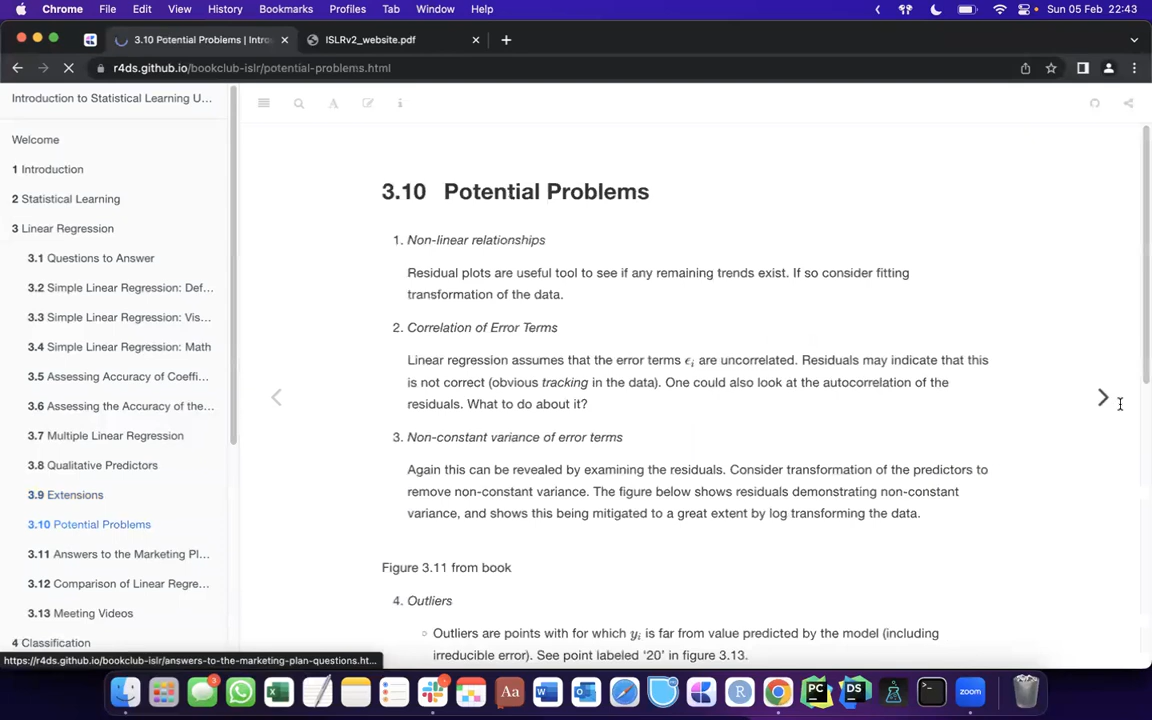 Chrome File Edit View History Bookmarks Profiles Tab Window Help Sun 05 Feb 22:43
3.10 Potential Problems | Intro
ISLRv2_website.pdf
r4ds.github.io/bookclub-islr/potential-problems.html
Introduction to Statistical Learning U...
Welcome
1 Introduction
2 Statistical Learning
3 Linear Regression
3.1 Questions to Answer
3.2 Simple Linear Regression: Def...
3.3 Simple Linear Regression: Vis...
3.4 Simple Linear Regression: Math
3.5 Assessing Accuracy of Coeffi...
3.6 Assessing the Accuracy of the...
3.7 Multiple Linear Regression
3.8 Qualitative Predictors
3.9 Extensions
3.10 Potential Problems
3.11 Answers to the Marketing Pl...
3.12 Comparison of Linear Regre...
3.13 Meeting Videos
4 Classification
https://r4ds.github.io/bookclub-islr/answers-to-the-marketing-plan-questions.ht...
3.10 Potential Problems
1. Non-linear relationships
Residual plots are useful tool to see if any remaining trends exist. If so consider fitting
transformation of the data.
2. Correlation of Error Terms
Linear regression assumes that the error terms ϵi are uncorrelated. Residuals may indicate that this
is not correct (obvious tracking in the data). One could also look at the autocorrelation of the
residuals. What to do about it?
3. Non-constant variance of error terms
Again this can be revealed by examining the residuals. Consider transformation of the predictors to
remove non-constant variance. The figure below shows residuals demonstrating non-constant
variance, and shows this being mitigated to a great extent by log transforming the data.
Figure 3.11 from book
4. Outliers
Outliers are points with for which yi is far from value predicted by the model (including
irreducible error). See point labeled ‘20’ in figure 3.13.
3
Aa
PC
DS
zoom